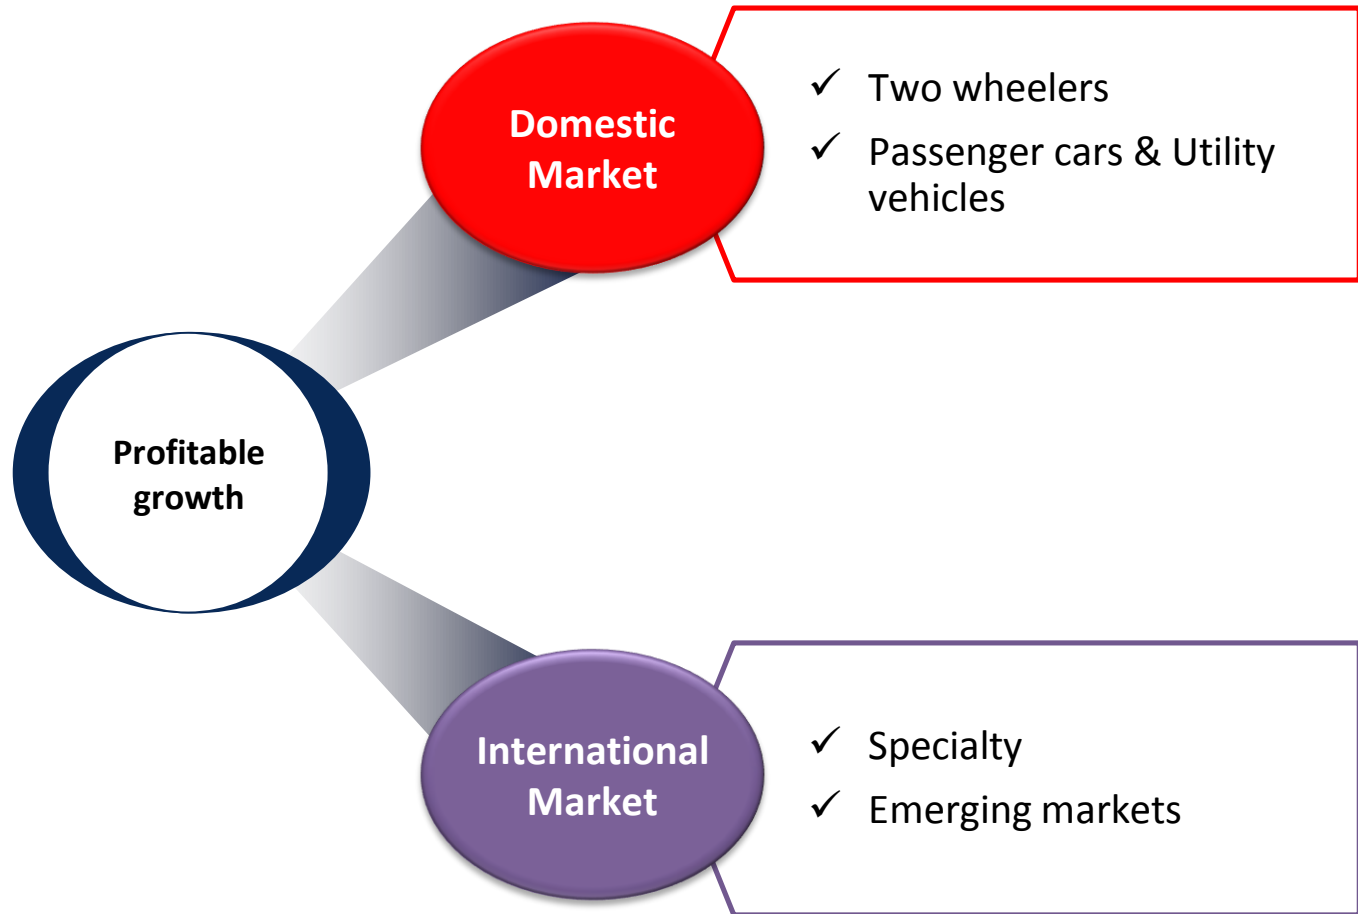 Domestic
Market
✓ Two wheelers
✓ Passenger cars & Utility
vehicles
Profitable
growth
International
Market
✓ Specialty
✓ Emerging markets